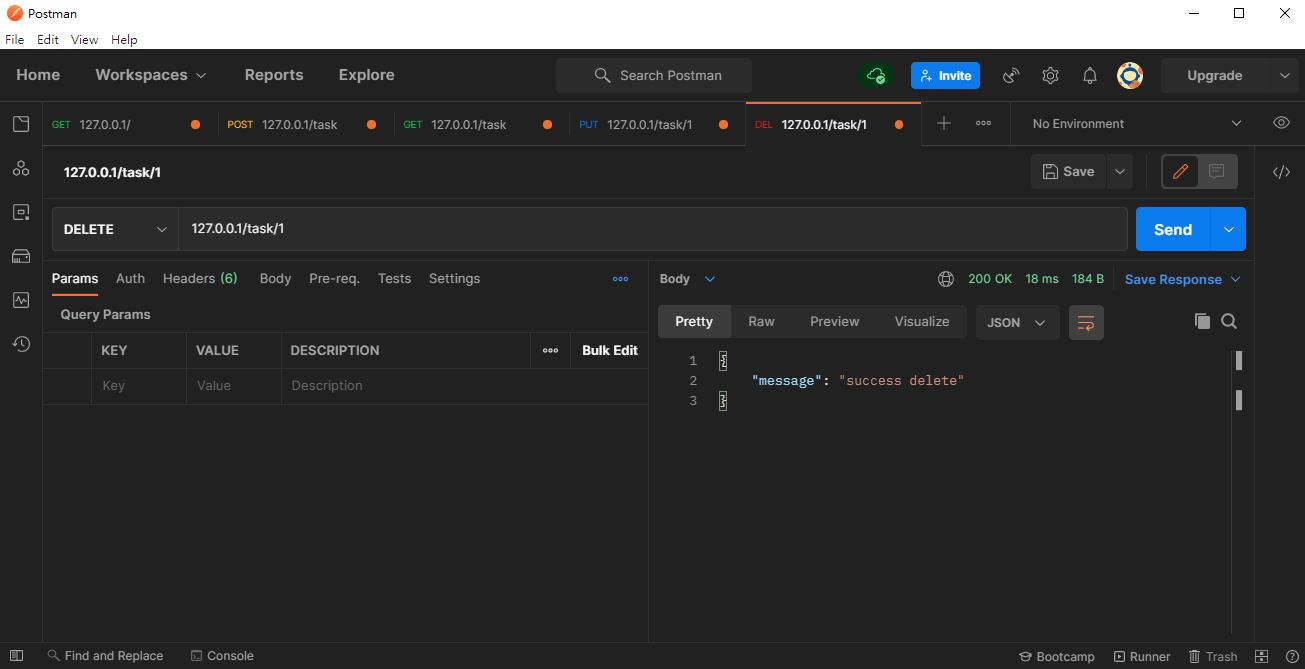 Postman
File Edit View Help
Home Workspaces Reports Explore Search Postman Invite Upgrade
GET 127.0.0.1/ POST 127.0.0.1/task GET 127.0.0.1/task PUT 127.0.0.1/task/1 DEL 127.0.0.1/task/1 No Environment
127.0.0.1/task/1 Save
DELETE 127.0.0.1/task/1 Send
Params Auth Headers (6) Body Pre-req. Tests Settings
Query Params
KEY VALUE DESCRIPTION Bulk Edit
Key Value Description
Body 200 OK 18 ms 184 B Save Response
Pretty Raw Preview Visualize JSON
1 {
2 "message": "success delete"
3 }
Find and Replace Console Bootcamp Runner Trash